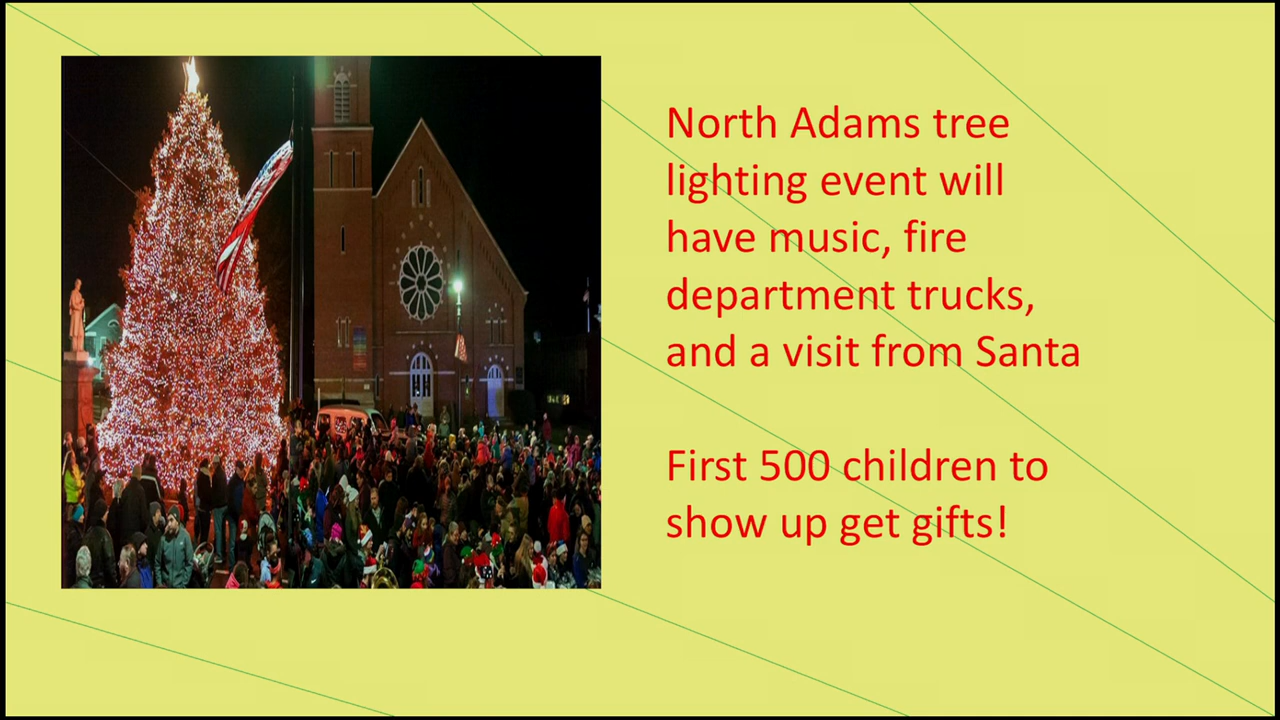 North Adams tree
lighting event will
have music, fire
department trucks,
and a visit from Santa
First 500 children to
show up get gifts!